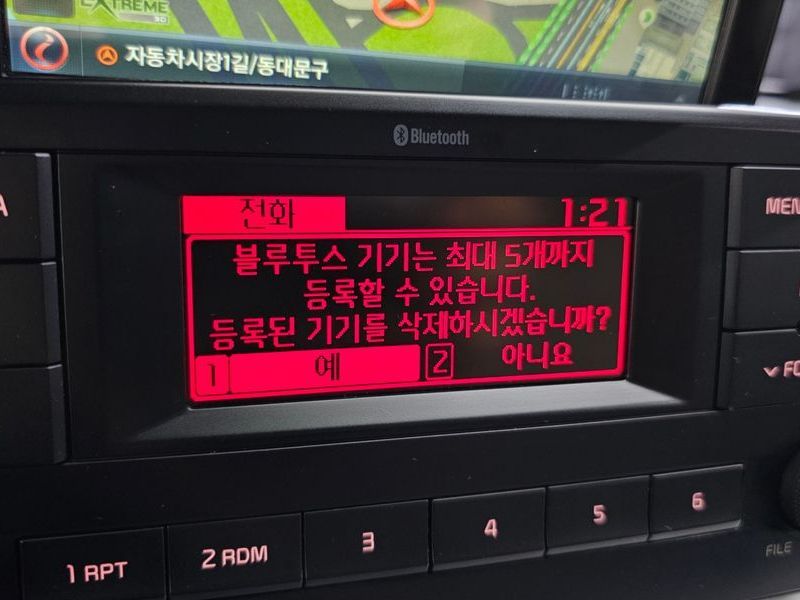 EXTREME
3D
자동차시장1길/동대문구
Bluetooth
전화 1:21
블루투스 기기는 최대 5개까지
등록할 수 있습니다.
등록된 기기를 삭제하시겠습니까?
1 예 2 아니요
1 RPT
2 RDM
3
4
5
6
FILE